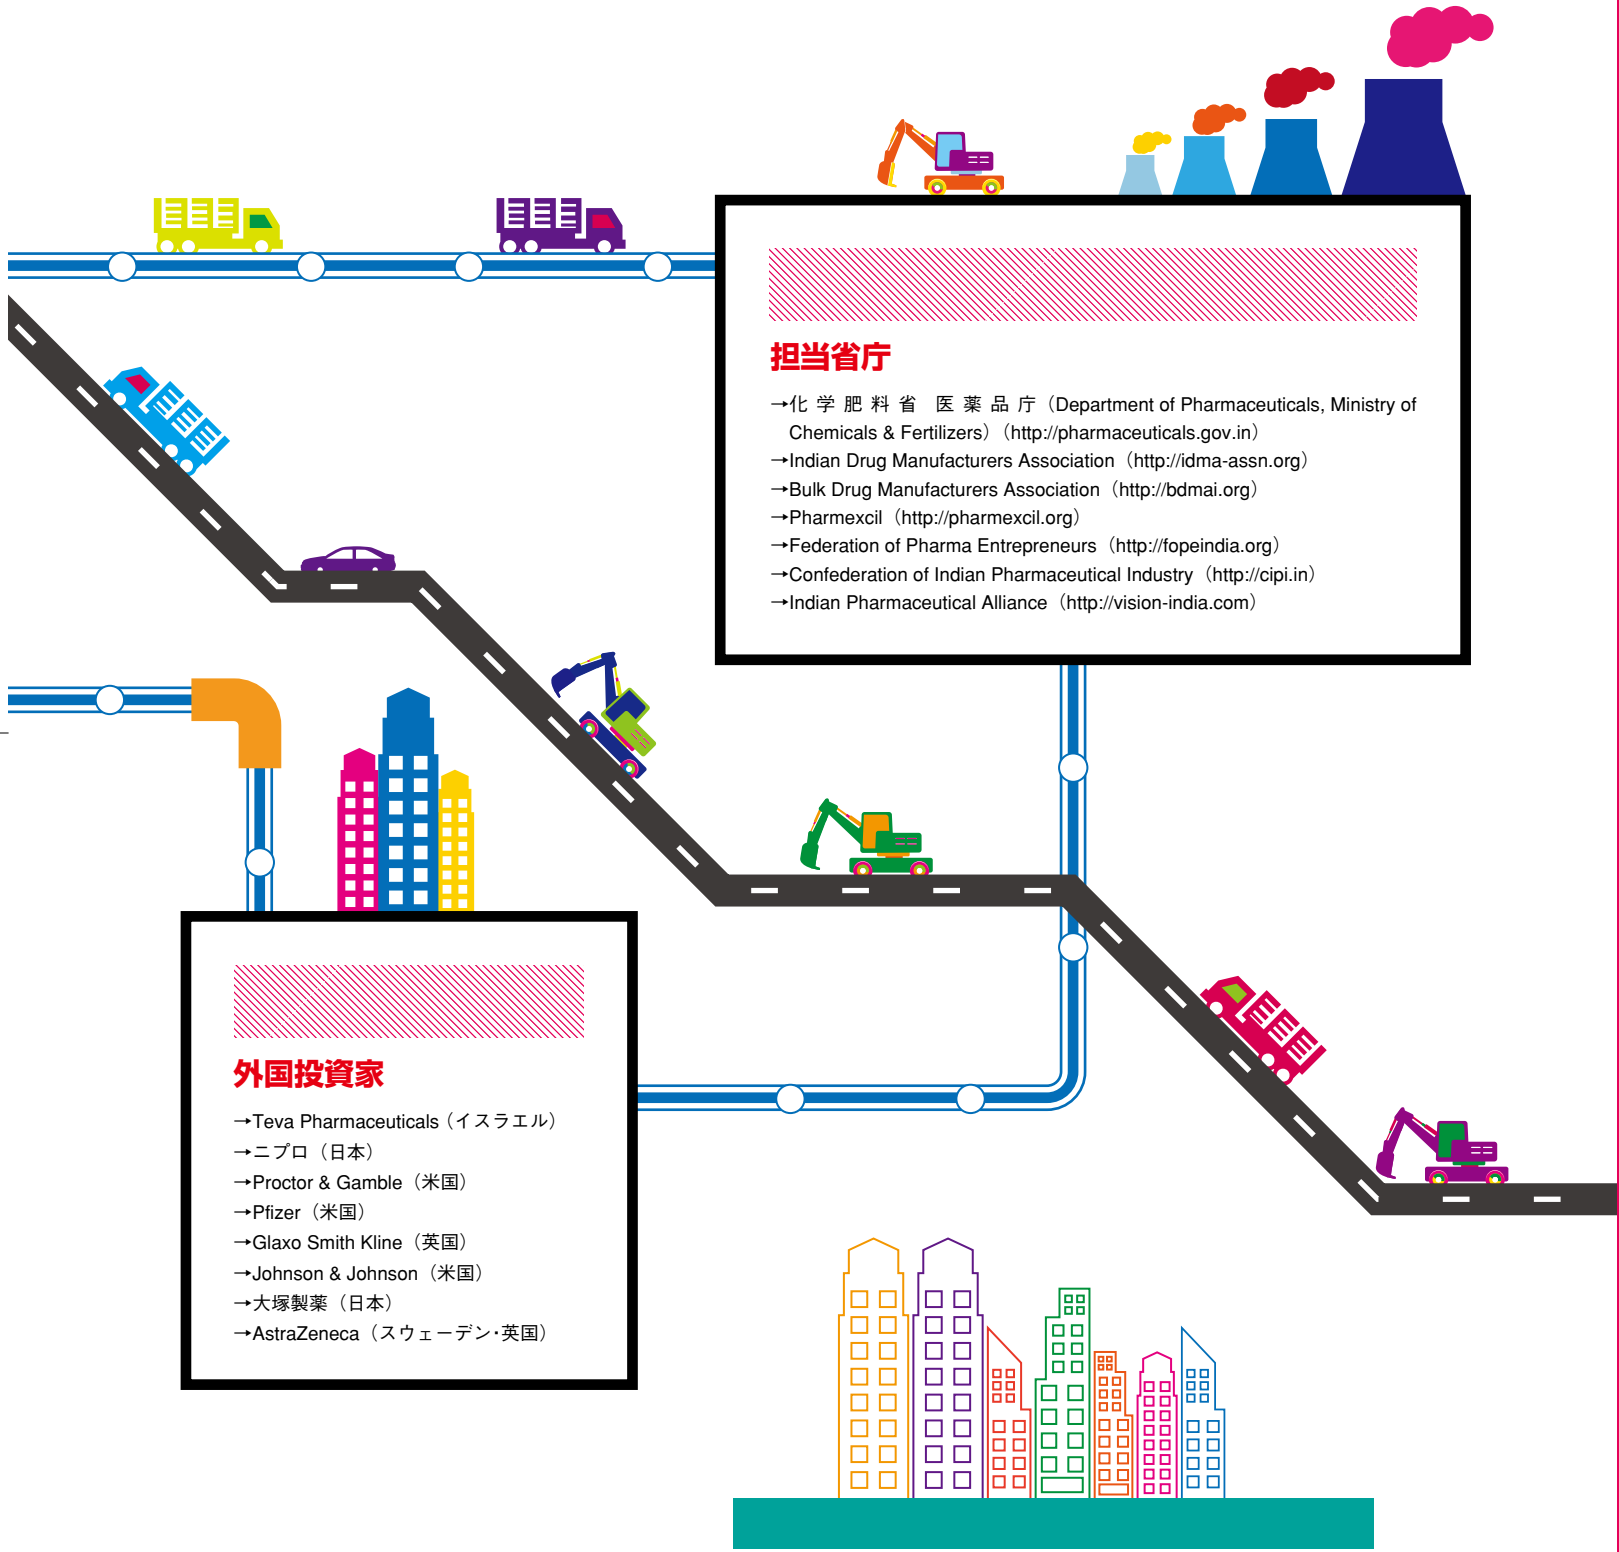 担当省庁
→化学肥料省 医薬品庁（Department of Pharmaceuticals, Ministry of
Chemicals & Fertilizers）（http://pharmaceuticals.gov.in）
→Indian Drug Manufacturers Association（http://idma-assn.org）
→Bulk Drug Manufacturers Association（http://bdmai.org）
→Pharmexcil（http://pharmexcil.org）
→Federation of Pharma Entrepreneurs（http://fopeindia.org）
→Confederation of Indian Pharmaceutical Industry（http://cipi.in）
→Indian Pharmaceutical Alliance（http://vision-india.com）
外国投資家
→Teva Pharmaceuticals（イスラエル）
→ニプロ（日本）
→Proctor & Gamble（米国）
→Pfizer（米国）
→Glaxo Smith Kline（英国）
→Johnson & Johnson（米国）
→大塚製薬（日本）
→AstraZeneca（スウェーデン・英国）